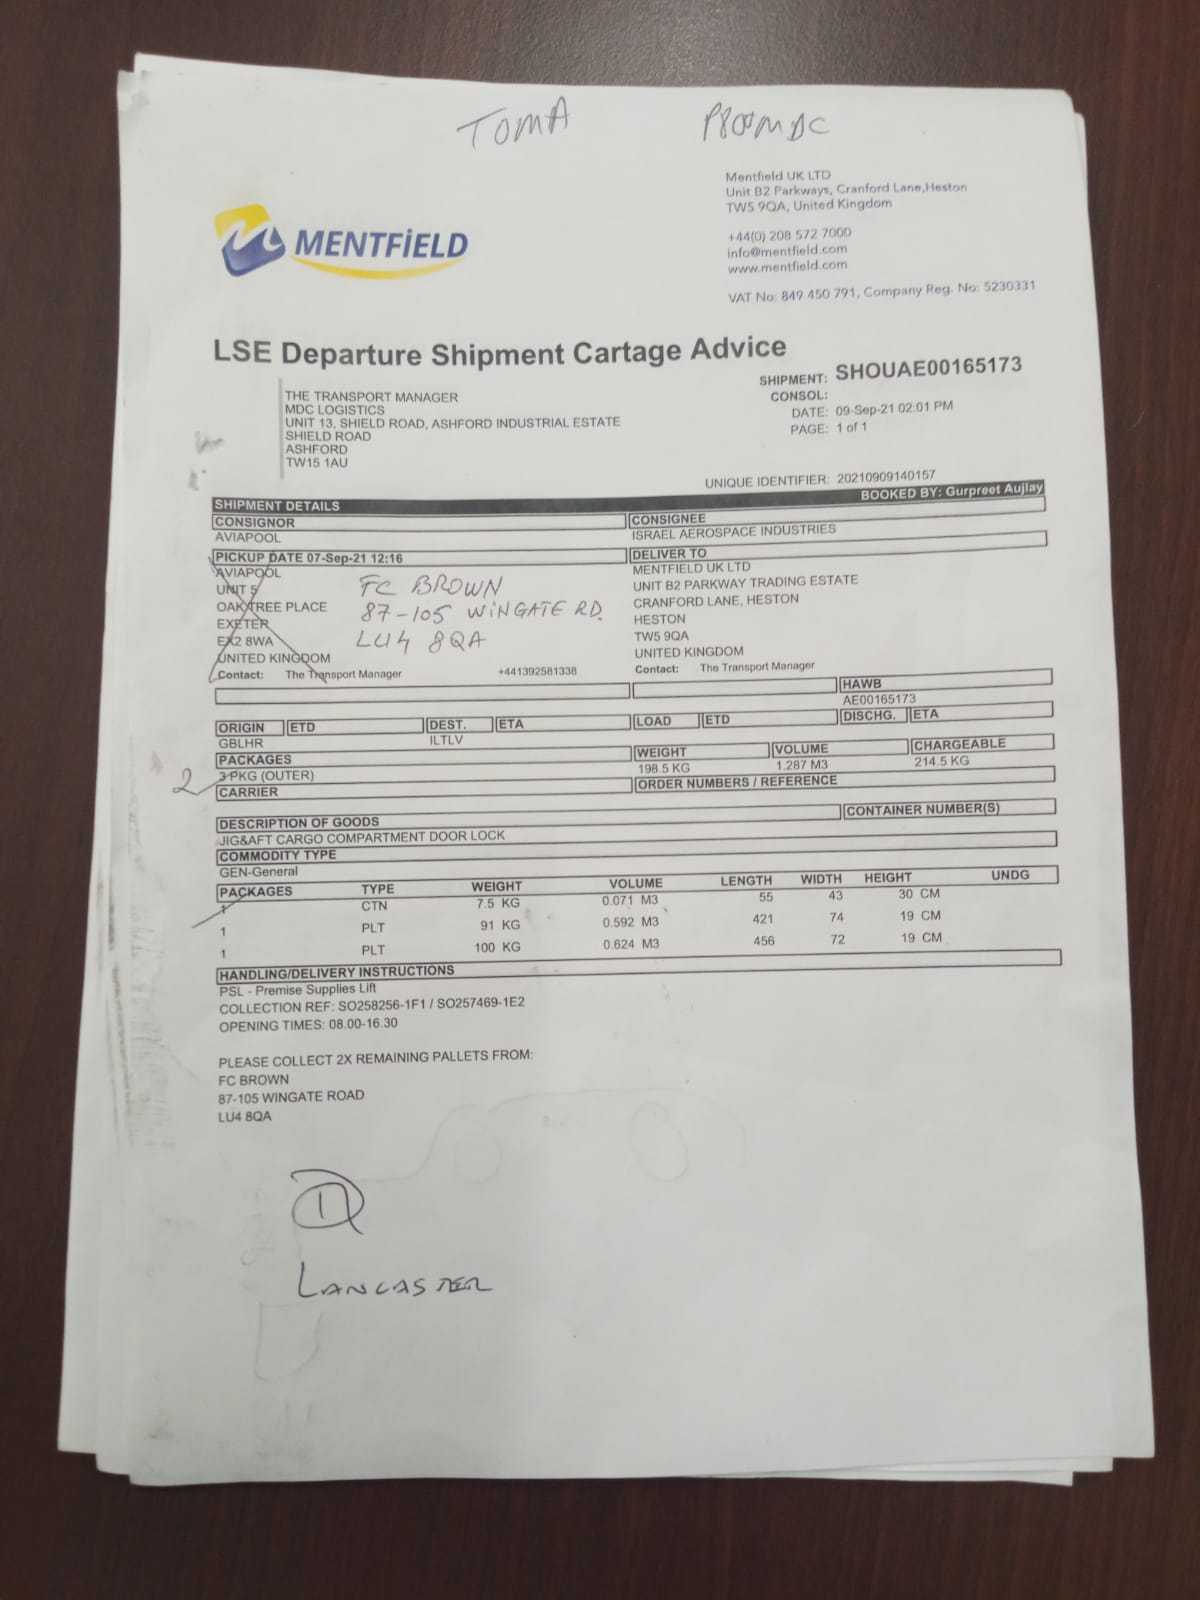 TOMA P800MDC
Mentfield UK LTD
Unit B2 Parkways, Cranford Lane,Heston
TW5 9QA, United Kingdom
+44(0) 208 572 7000
info@mentfield.com
www.mentfield.com
VAT No: 849 450 791, Company Reg. No: 5230331
MENTFiELD
LSE Departure Shipment Cartage Advice
SHIPMENT: SHOUAE00165173
CONSOL:
DATE: 09-Sep-21 02:01 PM
PAGE: 1 of 1
THE TRANSPORT MANAGER
MDC LOGISTICS
UNIT 13, SHIELD ROAD, ASHFORD INDUSTRIAL ESTATE
SHIELD ROAD
ASHFORD
TW15 1AU
UNIQUE IDENTIFIER: 20210909140157
SHIPMENT DETAILS BOOKED BY: Gurpreet Aujlay
CONSIGNOR CONSIGNEE
AVIAPOOL ISRAEL AEROSPACE INDUSTRIES
PICKUP DATE 07-Sep-21 12:16 DELIVER TO
AVIAPOOL MENTFIELD UK LTD
UNIT 5 FC BROWN UNIT B2 PARKWAY TRADING ESTATE
OAKTREE PLACE 87-105 WINGATE RD. CRANFORD LANE, HESTON
EXETER HESTON
EX2 8WA LU4 8QA TW5 9QA
UNITED KINGDOM UNITED KINGDOM
Contact: The Transport Manager +441392581338 Contact: The Transport Manager
HAWB
AE00165173
ORIGIN ETD DEST. ETA LOAD ETD DISCHG. ETA
GBLHR ILTLV
PACKAGES WEIGHT VOLUME CHARGEABLE
2 3 PKG (OUTER) 198.5 KG 1.287 M3 214.5 KG
CARRIER ORDER NUMBERS / REFERENCE
DESCRIPTION OF GOODS CONTAINER NUMBER(S)
JIG&AFT CARGO COMPARTMENT DOOR LOCK
COMMODITY TYPE
GEN-General
PACKAGES TYPE WEIGHT VOLUME LENGTH WIDTH HEIGHT UNDG
1 CTN 7.5 KG 0.071 M3 55 43 30 CM
1 PLT 91 KG 0.592 M3 421 74 19 CM
1 PLT 100 KG 0.624 M3 456 72 19 CM
HANDLING/DELIVERY INSTRUCTIONS
PSL - Premise Supplies Lift
COLLECTION REF: SO258256-1F1 / SO257469-1E2
OPENING TIMES: 08.00-16.30
PLEASE COLLECT 2X REMAINING PALLETS FROM:
FC BROWN
87-105 WINGATE ROAD
LU4 8QA
LANCASTER